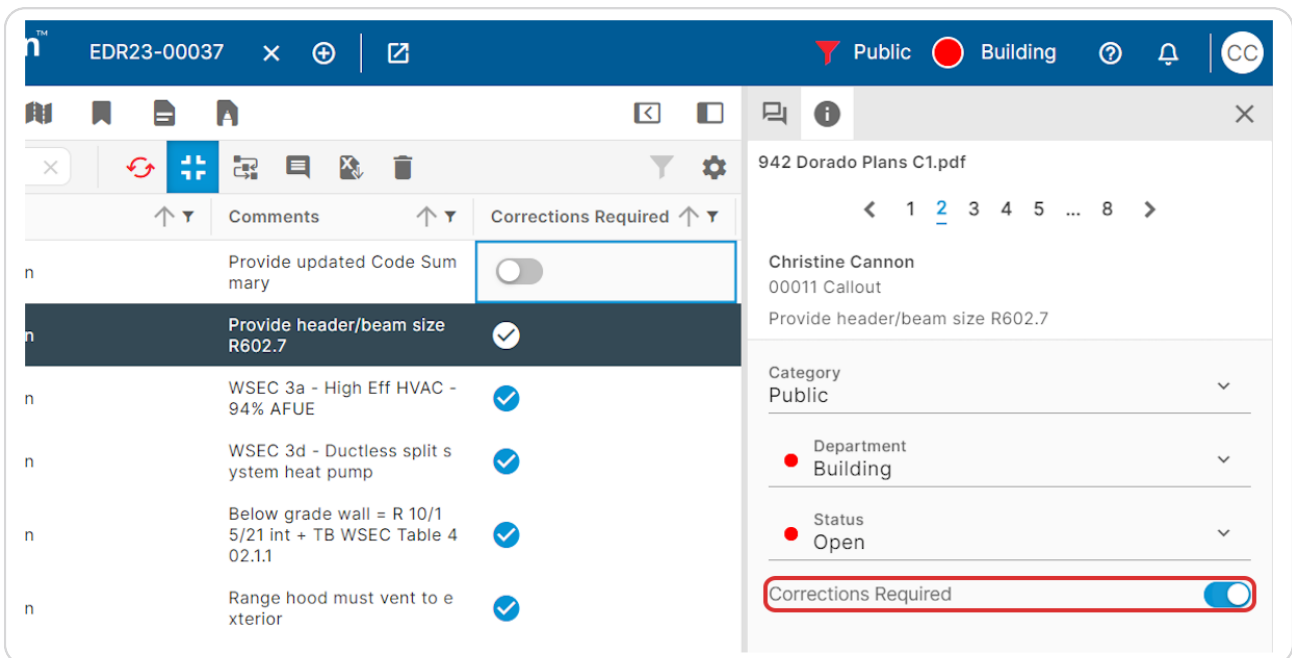 n™ EDR23-00037 Public Building CC
942 Dorado Plans C1.pdf
1 2 3 4 5 ... 8
Comments Corrections Required
n Provide updated Code Sum
mary
n Provide header/beam size
R602.7
n WSEC 3a - High Eff HVAC -
94% AFUE
n WSEC 3d - Ductless split s
ystem heat pump
n Below grade wall = R 10/1
5/21 int + TB WSEC Table 4
02.1.1
n Range hood must vent to e
xterior
Christine Cannon
00011 Callout
Provide header/beam size R602.7
Category
Public
Department
Building
Status
Open
Corrections Required